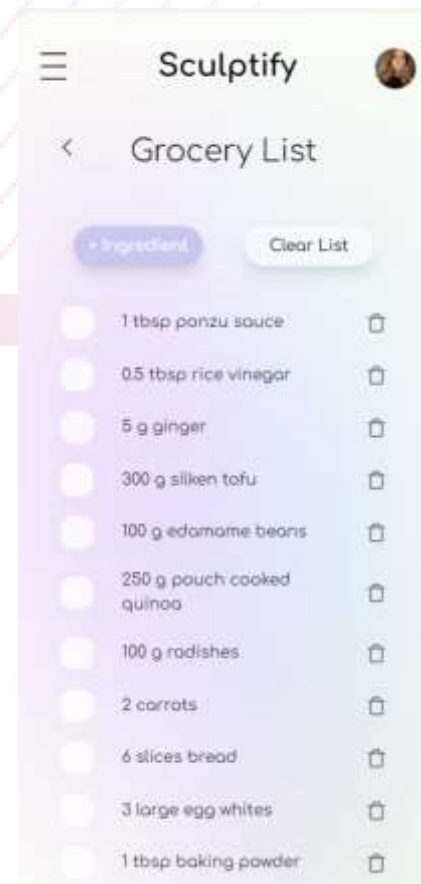 Sculptify
Grocery List
+ Ingredient
Clear List
1 tbsp ponzu sauce
0.5 tbsp rice vinegar
5 g ginger
300 g silken tofu
100 g edamame beans
250 g pouch cooked
quinoa
100 g radishes
2 carrots
6 slices bread
3 large egg whites
1 tbsp baking powder